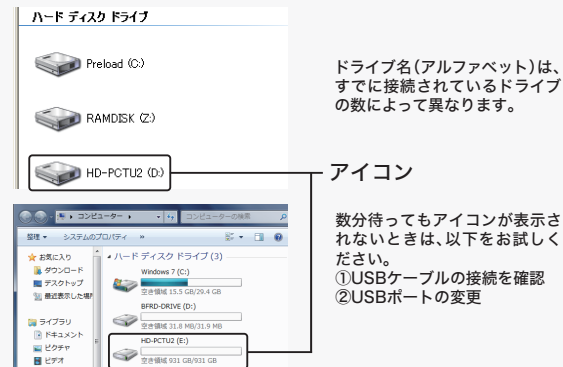 ハード ディスク ドライブ
Preload (C:)
RAMDISK (Z:)
HD-PCTU2 (D:)
ドライブ名(アルファベット)は、
すでに接続されているドライブ
の数によって異なります。
アイコン
コンピューター
コンピューターの検索
整理
システムのプロパティ
»
お気に入り
ダウンロード
デスクトップ
最近表示した場所
ライブラリ
ドキュメント
ピクチャ
ビデオ
ハード ディスク ドライブ (3)
Windows 7 (C:)
空き領域 15.5 GB/29.4 GB
BFRD-DRIVE (D:)
空き領域 31.8 MB/31.9 MB
HD-PCTU2 (E:)
空き領域 931 GB/931 GB
数分待ってもアイコンが表示さ
れないときは、以下をお試しく
ださい。
①USBケーブルの接続を確認
②USBポートの変更